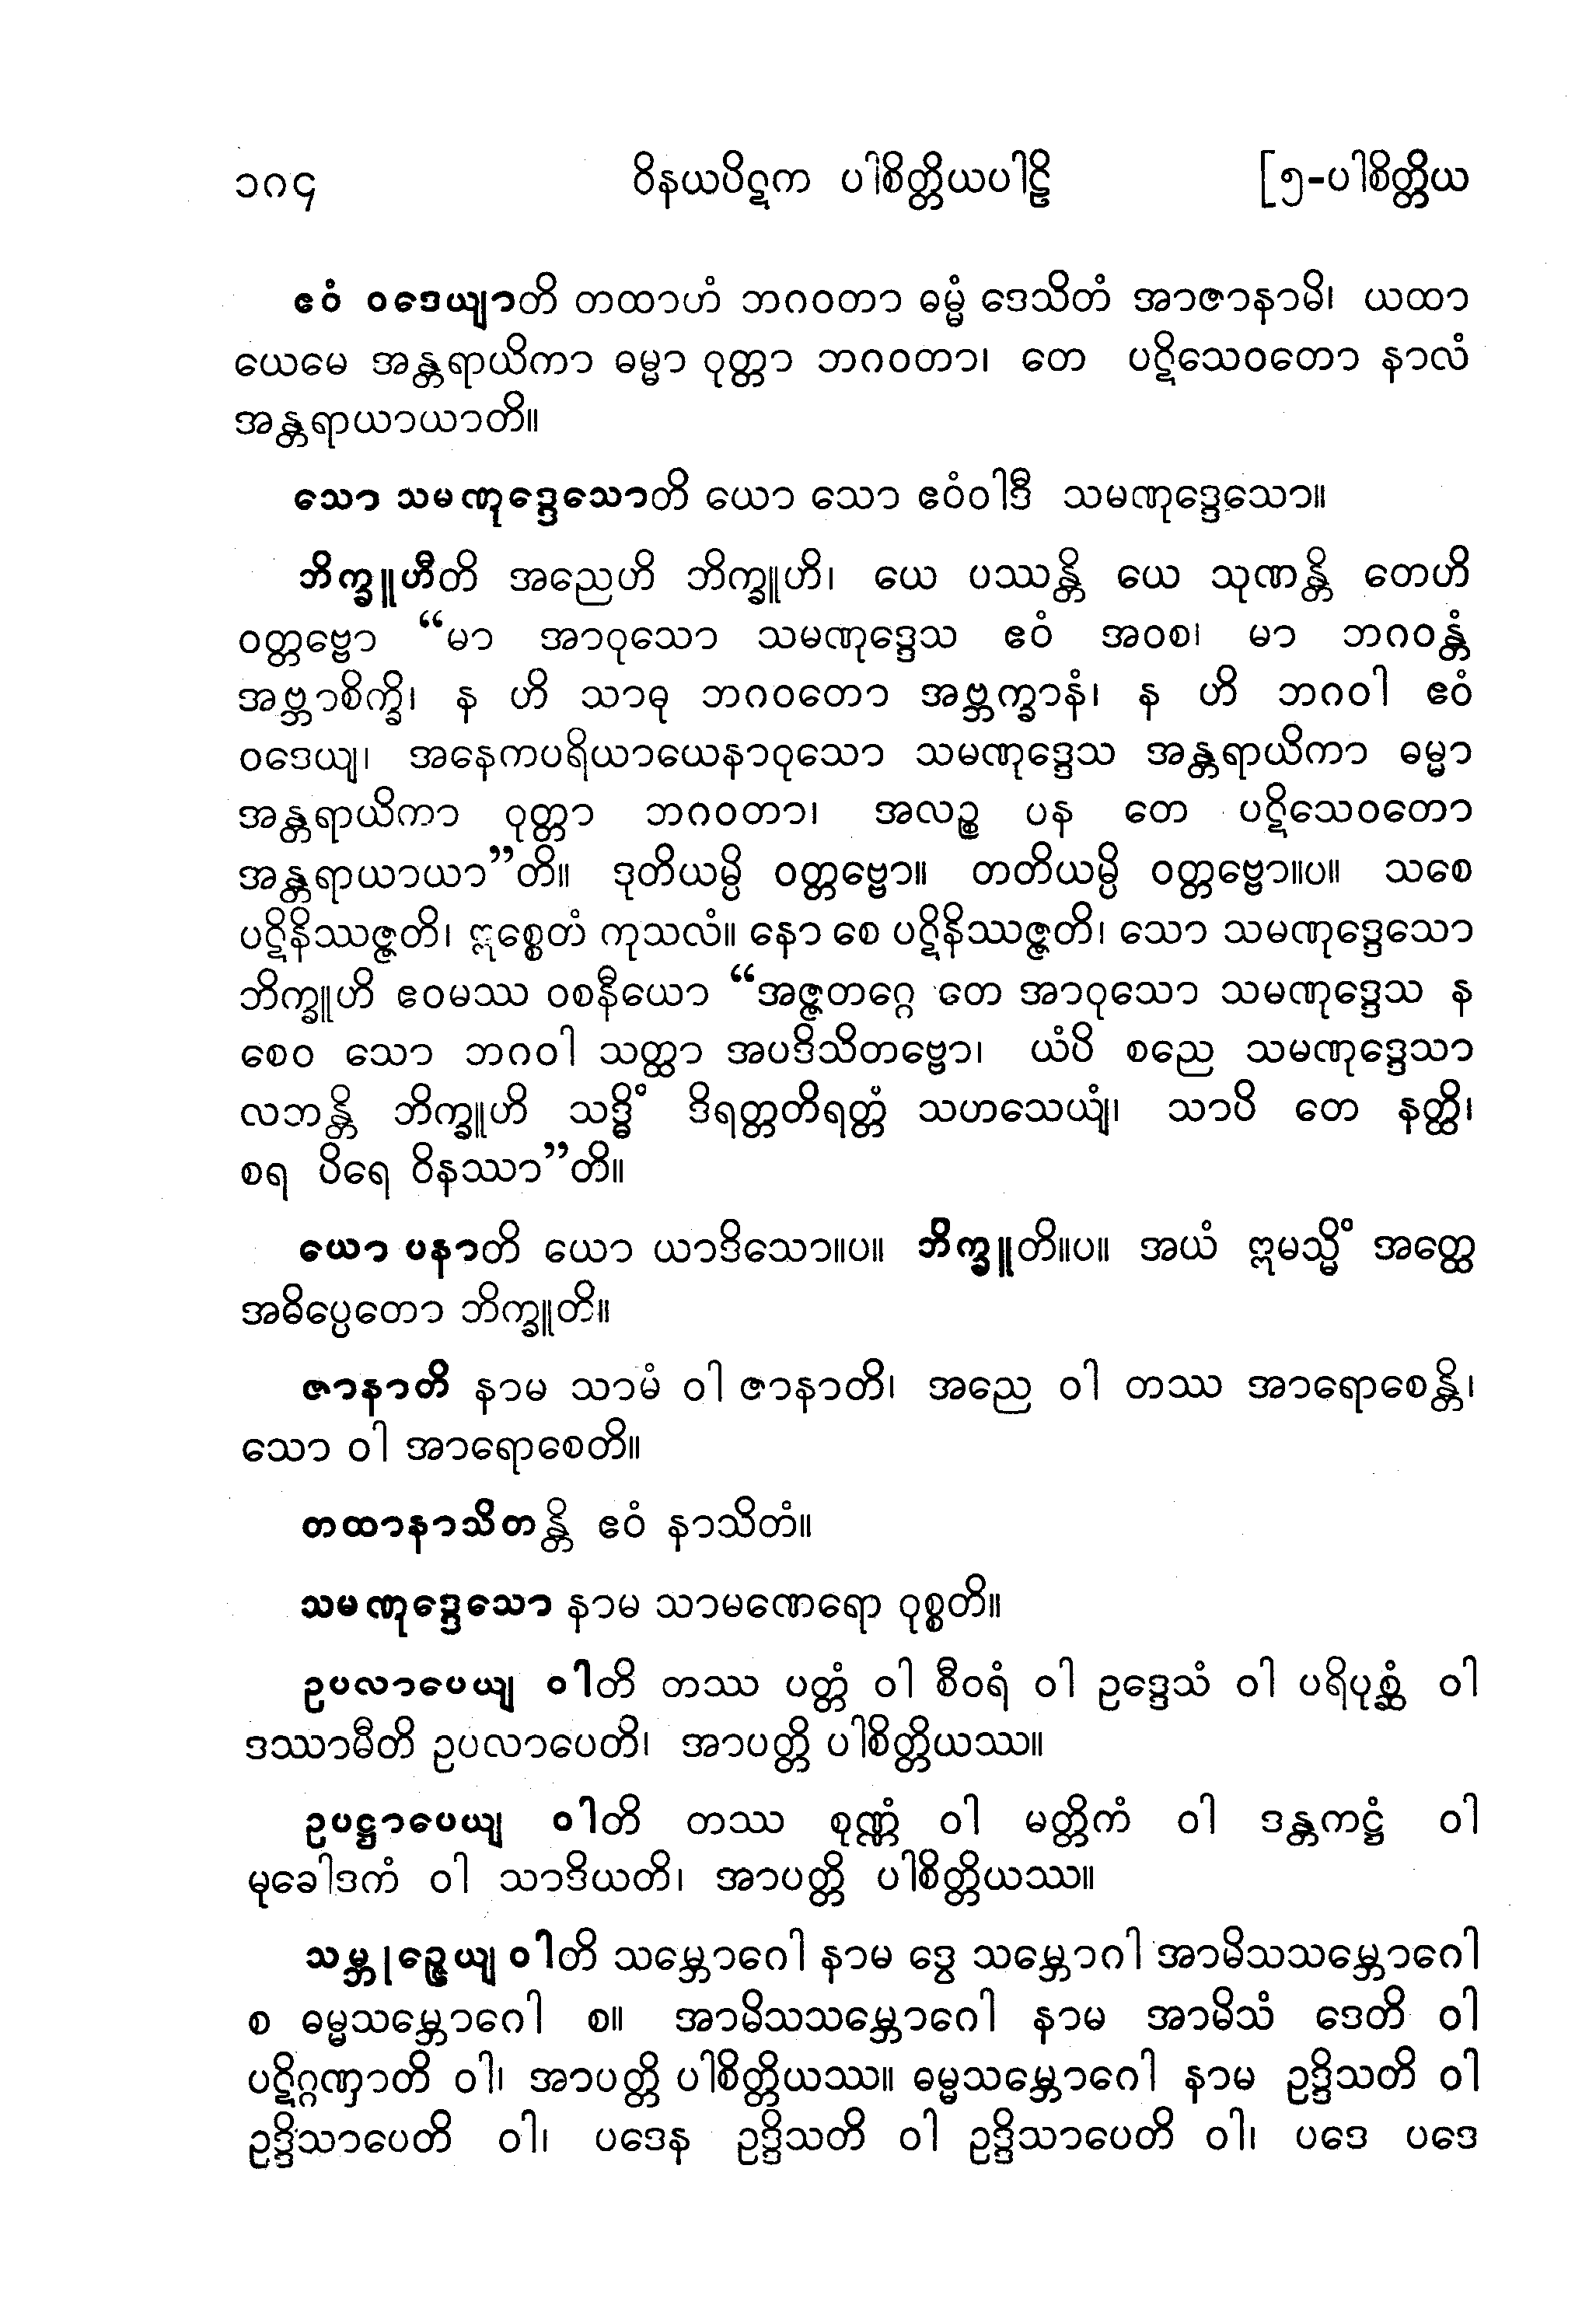 ၁၈၄ ဝိနယပိဋက ပါစိတ္တိယပါဠိ [၅-ပါစိတ္တိယ
ဧဝံ ဝဒေယျာတိ တထာဟံ ဘဂဝတာ ဓမ္မံ ဒေသိတံ အာဇာနာမိ၊ ယထာ
ယေမေ အန္တရာယိကာ ဓမ္မာ ဝုတ္တာ ဘဂဝတာ၊ တေ ပဋိသေဝတော နာလံ
အန္တရာယာယာတိ။
သော သမဏုဒ္ဒေသောတိ ယော သော ဧဝံဝါဒီ သမဏုဒ္ဒေသော။
ဘိက္ခူဟီတိ အညေဟိ ဘိက္ခူဟိ၊ ယေ ပဿန္တိ ယေ သုဏန္တိ တေဟိ
ဝတ္တဗ္ဗော “မာ အာဝုသော သမဏုဒ္ဒေသ ဧဝံ အဝစ၊ မာ ဘဂဝန္တံ
အဗ္ဘာစိက္ခိ၊ န ဟိ သာဓု ဘဂဝတော အဗ္ဘက္ခာနံ၊ န ဟိ ဘဂဝါ ဧဝံ
ဝဒေယျ၊ အနေကပရိယာယေနာဝုသော သမဏုဒ္ဒေသ အန္တရာယိကာ ဓမ္မာ
အန္တရာယိကာ ဝုတ္တာ ဘဂဝတာ၊ အလဉ္စ ပန တေ ပဋိသေဝတော
အန္တရာယာယာ”တိ။ ဒုတိယမ္ပိ ဝတ္တဗ္ဗော။ တတိယမ္ပိ ဝတ္တဗ္ဗော။ပ။ သစေ
ပဋိနိဿဇ္ဇတိ၊ ဣစ္စေတံ ကုသလံ။ နော စေ ပဋိနိဿဇ္ဇတိ၊ သော သမဏုဒ္ဒေသော
ဘိက္ခူဟိ ဧဝမဿ ဝစနီယော “အဇ္ဇတဂ္ဂေ တေ အာဝုသော သမဏုဒ္ဒေသ န
စေဝ သော ဘဂဝါ သတ္ထာ အပဒိသိတဗ္ဗော၊ ယံပိ စညေ သမဏုဒ္ဒေသာ
လဘန္တိ ဘိက္ခူဟိ သဒ္ဓိံ ဒိရတ္တတိရတ္တံ သဟသေယျံ၊ သာပိ တေ နတ္ထိ၊
စရ ပိရေ ဝိနဿာ”တိ။
ယော ပနာတိ ယော ယာဒိသော။ပ။ ဘိက္ခူတိ။ပ။ အယံ ဣမသ္မိံ အတ္ထေ
အဓိပ္ပေတော ဘိက္ခူတိ။
ဇာနာတိ နာမ သာမံ ဝါ ဇာနာတိ၊ အညေ ဝါ တဿ အာရောစေန္တိ၊
သော ဝါ အာရောစေတိ။
တထာနာသိတန္တိ ဧဝံ နာသိတံ။
သမဏုဒ္ဒေသော နာမ သာမဏေရော ဝုစ္စတိ။
ဥပလာပေယျ ဝါတိ တဿ ပတ္တံ ဝါ စီဝရံ ဝါ ဥဒ္ဒေသံ ဝါ ပရိပုစ္ဆံ ဝါ
ဒဿာမီတိ ဥပလာပေတိ၊ အာပတ္တိ ပါစိတ္တိယဿ။
ဥပဋ္ဌာပေယျ ဝါတိ တဿ စုဏ္ဏံ ဝါ မတ္တိကံ ဝါ ဒန္တကဋ္ဌံ ဝါ
မုခေါဒကံ ဝါ သာဒိယတိ၊ အာပတ္တိ ပါစိတ္တိယဿ။
သမ္ဘုဉ္ဇေယျ ဝါတိ သမ္ဘောဂေါ နာမ ဒွေ သမ္ဘောဂါ အာမိသသမ္ဘောဂေါ
စ ဓမ္မသမ္ဘောဂေါ စ။ အာမိသသမ္ဘောဂေါ နာမ အာမိသံ ဒေတိ ဝါ
ပဋိဂ္ဂဏှာတိ ဝါ၊ အာပတ္တိ ပါစိတ္တိယဿ။ ဓမ္မသမ္ဘောဂေါ နာမ ဥဒ္ဒိသတိ ဝါ
ဥဒ္ဒိသာပေတိ ဝါ၊ ပဒေန ဥဒ္ဒိသတိ ဝါ ဥဒ္ဒိသာပေတိ ဝါ၊ ပဒေ ပဒေ